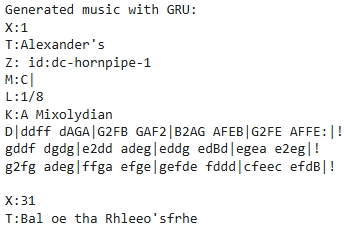 Generated music with GRU:
X:1
T:Alexander's
Z: id:dc-hornpipe-1
M:C|
L:1/8
K:A Mixolydian
D|ddff dAGA|G2FB GAF2|B2AG AFEB|G2FE AFFE:|!
gddf dgdg|e2dd adeg|eddg edBd|egea e2eg|!
g2fg adeg|ffga efge|gefde fddd|cfeec efdB|!
X:31
T:Bal oe tha Rhleeo'sfrhe